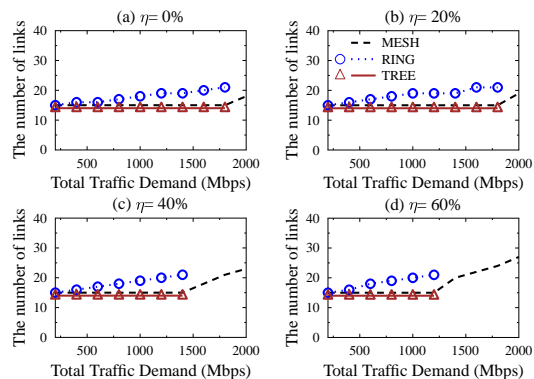 (a) η= 0%
The number of links
40
30
20
10
0
500 1000 1500 2000
Total Traffic Demand (Mbps)
(b) η= 20%
MESH
RING
TREE
The number of links
40
30
20
10
0
500 1000 1500 2000
Total Traffic Demand (Mbps)
(c) η= 40%
The number of links
40
30
20
10
0
500 1000 1500 2000
Total Traffic Demand (Mbps)
(d) η= 60%
The number of links
40
30
20
10
0
500 1000 1500 2000
Total Traffic Demand (Mbps)